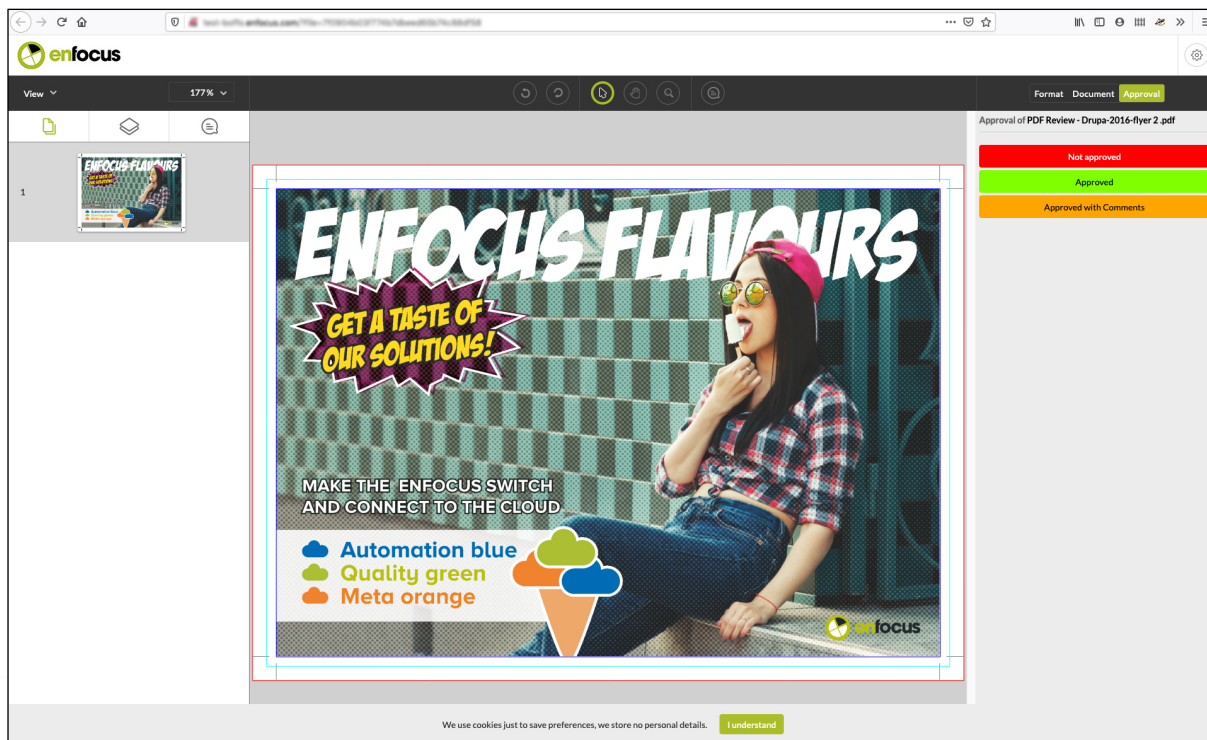 enfocus
View
177%
Format Document Approval
Approval of PDF Review - Drupa-2016-flyer 2 .pdf
Not approved
Approved
Approved with Comments
1
ENFOCUS FLAVOURS
GET A TASTE OF
OUR SOLUTIONS!
MAKE THE ENFOCUS SWITCH
AND CONNECT TO THE CLOUD
Automation blue
Quality green
Meta orange
enfocus
We use cookies just to save preferences, we store no personal details.
I understand